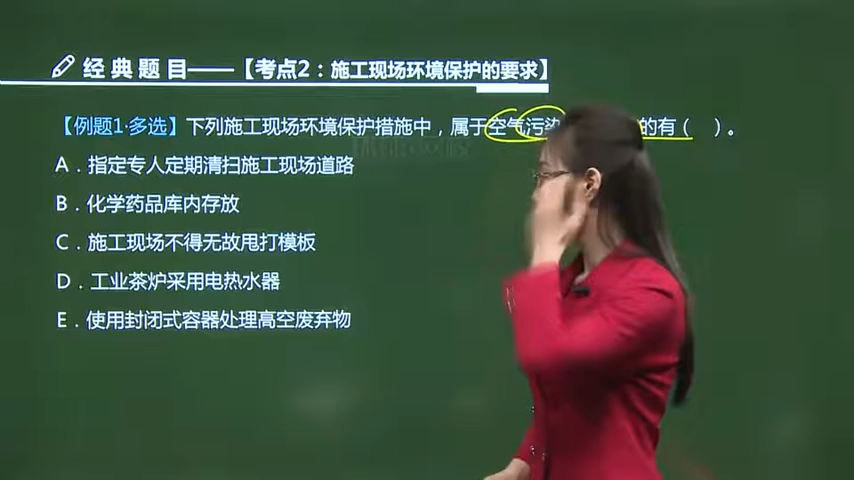 经典题目——【考点2：施工现场环境保护的要求】
【例题1·多选】下列施工现场环境保护措施中，属于空气污染 的有（ ）。
A．指定专人定期清扫施工现场道路
B．化学药品库内存放
C．施工现场不得无故甩打模板
D．工业茶炉采用电热水器
E．使用封闭式容器处理高空废弃物